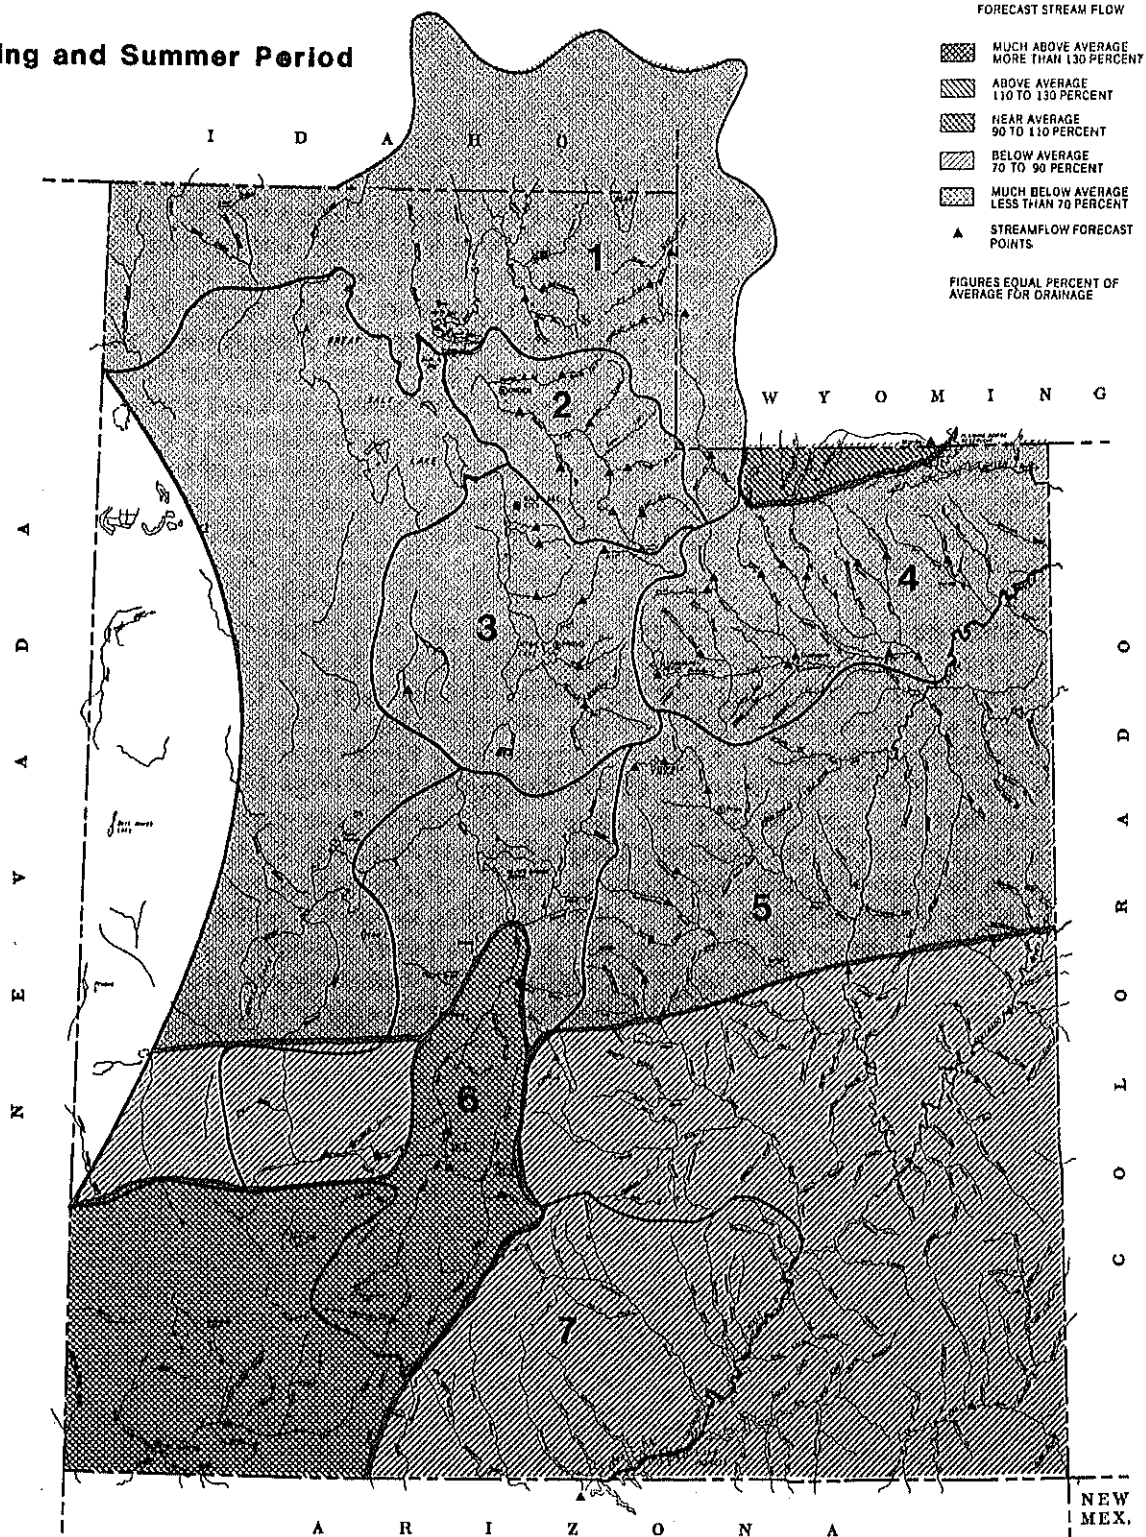 ing and Summer Period
FORECAST STREAM FLOW
MUCH ABOVE AVERAGE
MORE THAN 130 PERCENT
ABOVE AVERAGE
110 TO 130 PERCENT
NEAR AVERAGE
90 TO 110 PERCENT
BELOW AVERAGE
70 TO 90 PERCENT
MUCH BELOW AVERAGE
LESS THAN 70 PERCENT
STREAMFLOW FORECAST
POINTS
FIGURES EQUAL PERCENT OF
AVERAGE FOR DRAINAGE
I D A H O
W Y O M I N G
N E V A D A
C O L O R A D O
1
GREAT
SALT
LAKE
2
3
4
5
6
7
A R I Z O N A
NEW
MEX.